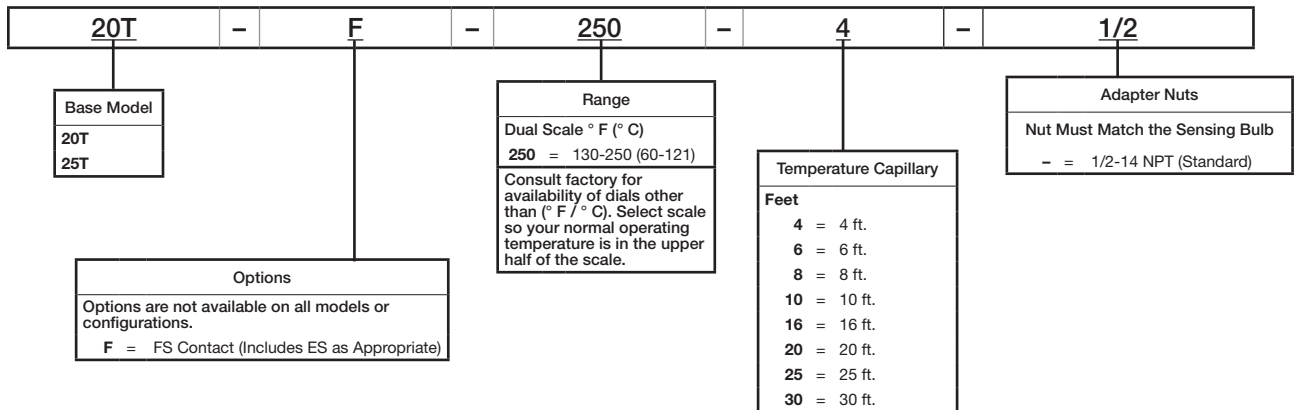 20T – F – 250 – 4 – 1/2
Base Model
20T
25T
Options
Options are not available on all models or
configurations.
F = FS Contact (Includes ES as Appropriate)
Range
Dual Scale ° F (° C)
250 = 130-250 (60-121)
Consult factory for
availability of dials other
than (° F / ° C). Select scale
so your normal operating
temperature is in the upper
half of the scale.
Temperature Capillary
Feet
4 = 4 ft.
6 = 6 ft.
8 = 8 ft.
10 = 10 ft.
16 = 16 ft.
20 = 20 ft.
25 = 25 ft.
30 = 30 ft.
Adapter Nuts
Nut Must Match the Sensing Bulb
– = 1/2-14 NPT (Standard)